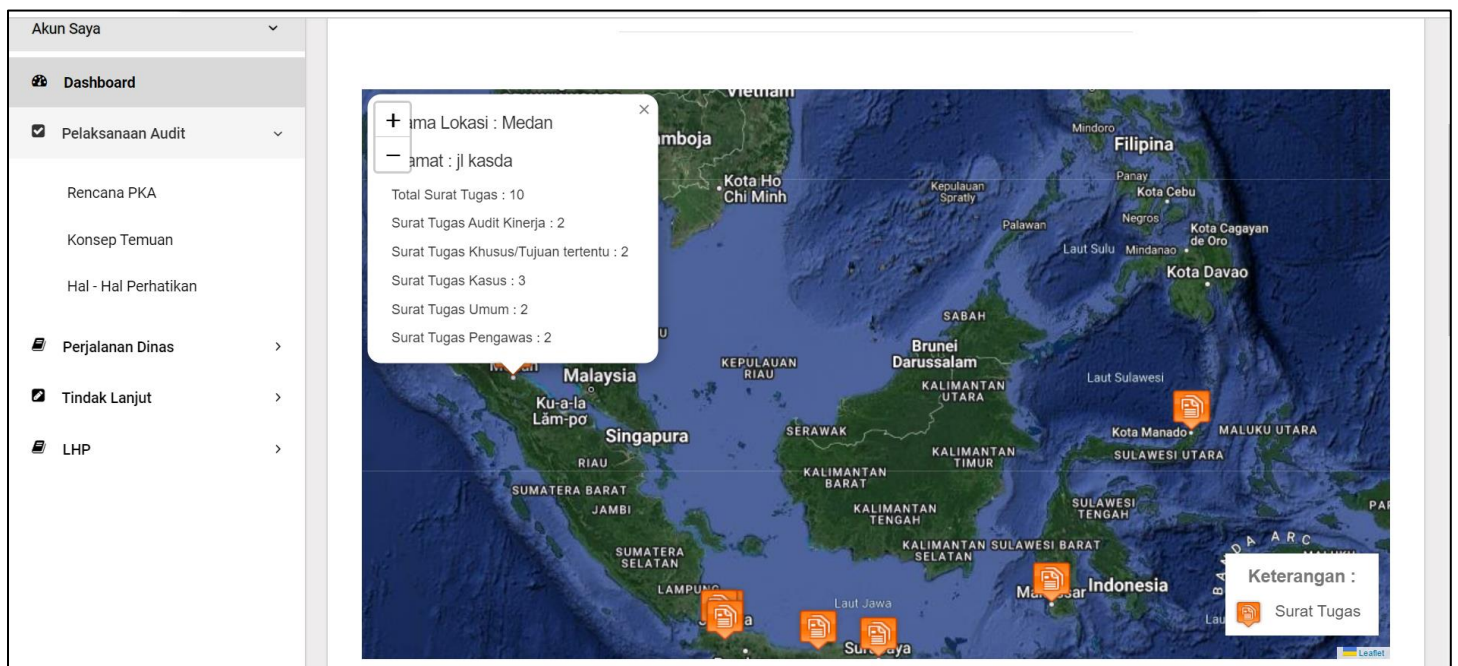 Akun Saya
Dashboard
Pelaksanaan Audit
Rencana PKA
Konsep Temuan
Hal - Hal Perhatikan
Perjalanan Dinas
Tindak Lanjut
LHP
+
−
ama Lokasi : Medan
amat : jl kasda
×
Total Surat Tugas : 10
Surat Tugas Audit Kinerja : 2
Surat Tugas Khusus/Tujuan tertentu : 2
Surat Tugas Kasus : 3
Surat Tugas Umum : 2
Surat Tugas Pengawas : 2
Vietnam
mboja
Kota Ho
Chi Minh
Kepulauan
Spratly
Mindoro
Filipina
Panay
Kota Cebu
Negros
Palawan
Kota Cagayan
de Oro
Laut Sulu
Mindanao
Kota Davao
SABAH
U
Brunei
Darussalam
KEPULAUAN
RIAU
Malaysia
KALIMANTAN
UTARA
Laut Sulawesi
Ku-a-la
Lăm-pơ
Singapura
SERAWAK
Kota Manado
MALUKU UTARA
SULAWESI UTARA
RIAU
KALIMANTAN
TIMUR
KALIMANTAN
BARAT
SUMATERA BARAT
JAMBI
KALIMANTAN
TENGAH
SULAWESI
TENGAH
PAP
SUMATERA
SELATAN
KALIMANTAN
SELATAN
SULAWESI BARAT
BANDA ARC
LAMPUNG
Laut Jawa
Indonesia
Keterangan :
Surat Tugas
Leaflet